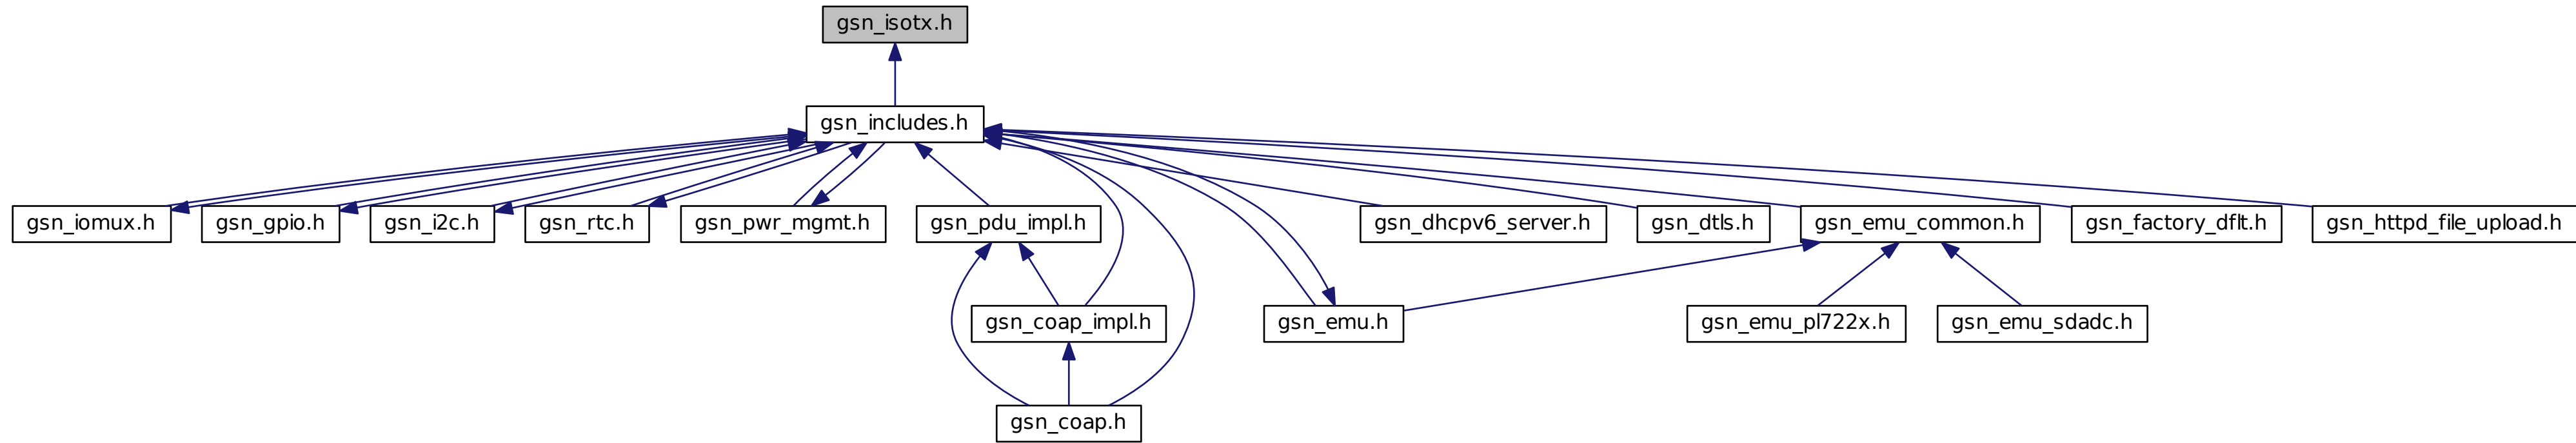 gsn_isotx.h
gsn_includes.h
gsn_iomux.h
gsn_gpio.h
gsn_i2c.h
gsn_rtc.h
gsn_pwr_mgmt.h
gsn_pdu_impl.h
gsn_dhcpv6_server.h
gsn_dtls.h
gsn_emu_common.h
gsn_factory_dflt.h
gsn_httpd_file_upload.h
gsn_coap_impl.h
gsn_emu.h
gsn_emu_pl722x.h
gsn_emu_sdadc.h
gsn_coap.h